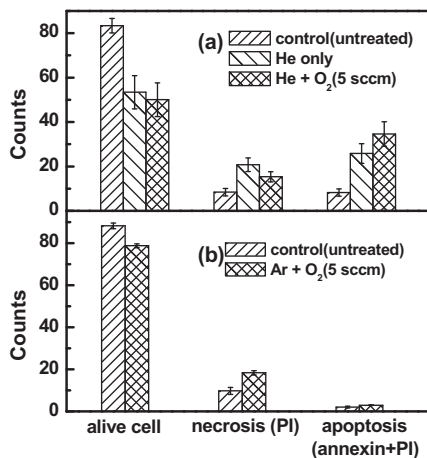 (a)
control(untreated)
He only
He + O2(5 sccm)
80
60
40
20
0
Counts
(b)
control(untreated)
Ar + O2(5 sccm)
80
60
40
20
0
Counts
alive cell necrosis (PI) apoptosis
(annexin+PI)